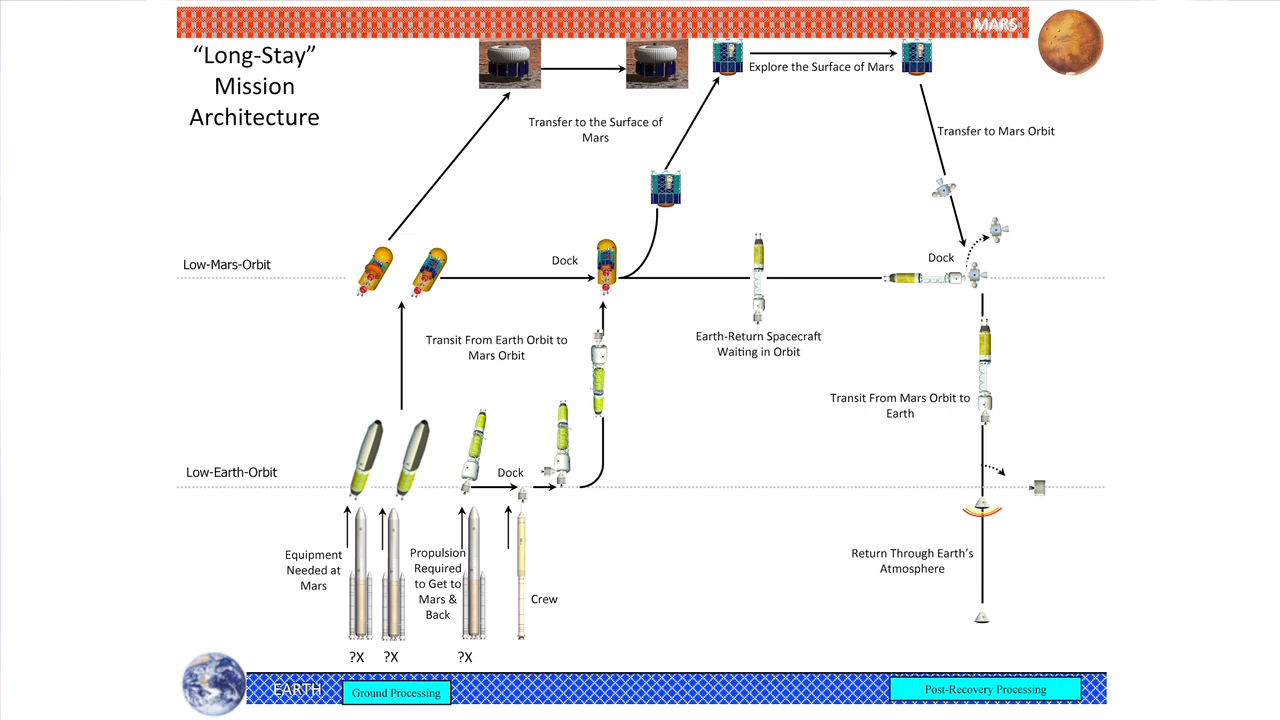 MARS
“Long-Stay”
Mission
Architecture
Explore the Surface of Mars
Transfer to the Surface of
Mars
Transfer to Mars Orbit
Low-Mars-Orbit
Dock
Dock
Transit From Earth Orbit to
Mars Orbit
Earth-Return Spacecraft
Waiting in Orbit
Transit From Mars Orbit to
Earth
Low-Earth-Orbit
Dock
Equipment
Needed at
Mars
Propulsion
Required
to Get to
Mars &
Back
Crew
Return Through Earth’s
Atmosphere
?X
?X
?X
EARTH
Ground Processing
Post-Recovery Processing